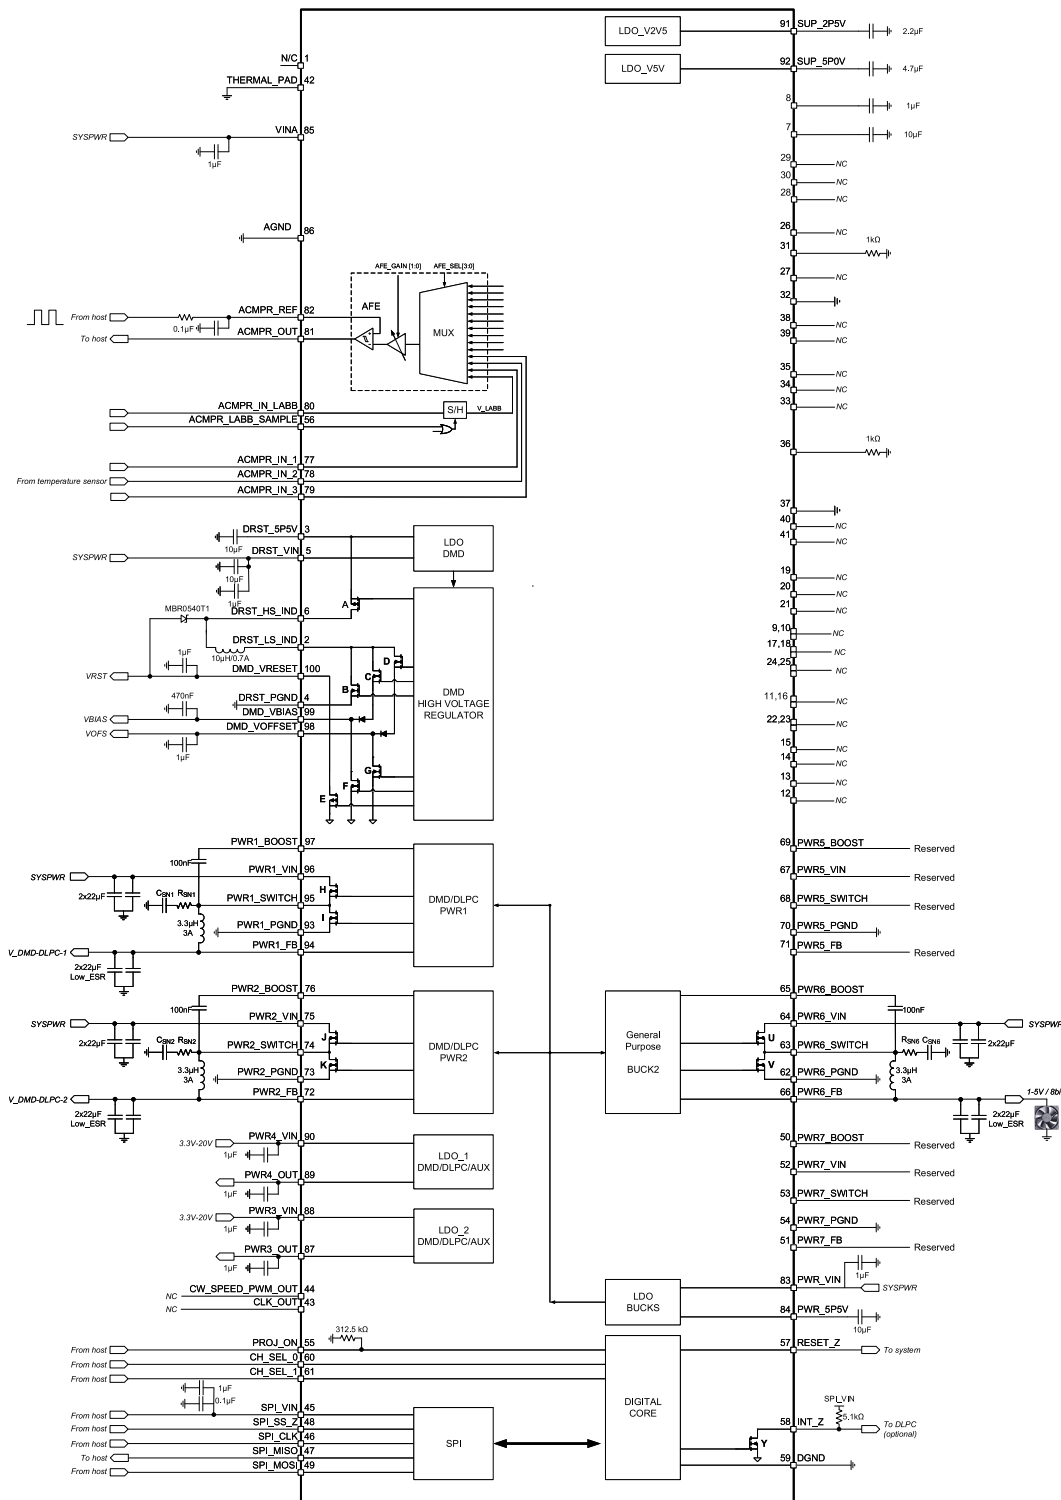 LDO_V2V5
91 SUP_2P5V
2.2µF
LDO_V5V
92 SUP_5P0V
4.7µF
N/C 1
THERMAL_PAD 42
8
1µF
7
10µF
SYSPWR
VINA 85
1µF
29 NC
30 NC
28 NC
AGND 86
26 NC
31 1kΩ
27 NC
32
38 NC
39 NC
35 NC
34 NC
33 NC
36 1kΩ
37
40 NC
41 NC
19 NC
20 NC
21 NC
9,10 NC
17,18 NC
24,25 NC
11,16 NC
22,23 NC
15 NC
14 NC
13 NC
12 NC
AFE_GAIN [1:0]
AFE_SEL[3:0]
AFE
MUX
From host
0.1µF
ACMPR_REF 82
To host
ACMPR_OUT 81
ACMPR_IN_LABB 80
S/H
V_LABB
ACMPR_LABB_SAMPLE 56
ACMPR_IN_1 77
From temperature sensor
ACMPR_IN_2 78
ACMPR_IN_3 79
DRST_5P5V 3
10µF
LDO
DMD
SYSPWR
DRST_VIN 5
10µF
1µF
MBR0540T1
DRST_HS_IND 6
A
DRST_LS_IND 2
10µH/0.7A
D
C
B
1µF
VRST
DMD_VRESET 100
DRST_PGND 4
470nF
VBIAS
DMD_VBIAS 99
VOFS
DMD_VOFFSET 98
1µF
DMD
HIGH VOLTAGE
REGULATOR
G
F
E
PWR1_BOOST 97
100nF
SYSPWR
PWR1_VIN 96
H
2x22µF
CSN1
RSN1
PWR1_SWITCH 95
I
3.3µH
3A
PWR1_PGND 93
V_DMD-DLPC-1
PWR1_FB 94
2x22µF
Low_ESR
DMD/DLPC
PWR1
69 PWR5_BOOST
Reserved
67 PWR5_VIN
Reserved
68 PWR5_SWITCH
Reserved
70 PWR5_PGND
71 PWR5_FB
Reserved
PWR2_BOOST 76
100nF
SYSPWR
PWR2_VIN 75
J
2x22µF
CSN2
RSN2
PWR2_SWITCH 74
K
3.3µH
3A
PWR2_PGND 73
V_DMD-DLPC-2
PWR2_FB 72
2x22µF
Low_ESR
DMD/DLPC
PWR2
General
Purpose
BUCK2
65 PWR6_BOOST
100nF
64 PWR6_VIN
SYSPWR
U
63 PWR6_SWITCH
RSN6
CSN6
2x22µF
V
62 PWR6_PGND
3.3µH
3A
66 PWR6_FB
1-5V / 8bi
2x22µF
Low_ESR
3.3V-20V
PWR4_VIN 90
1µF
LDO_1
DMD/DLPC/AUX
PWR4_OUT 89
1µF
3.3V-20V
PWR3_VIN 88
1µF
LDO_2
DMD/DLPC/AUX
PWR3_OUT 87
1µF
50 PWR7_BOOST
Reserved
52 PWR7_VIN
Reserved
53 PWR7_SWITCH
Reserved
54 PWR7_PGND
51 PWR7_FB
Reserved
NC
CW_SPEED_PWM_OUT 44
NC
CLK_OUT 43
LDO
BUCKS
83 PWR_VIN
1µF
SYSPWR
84 PWR_5P5V
10µF
312.5 kΩ
From host
PROJ_ON 55
From host
CH_SEL_0 60
From host
CH_SEL_1 61
57 RESET_Z
To system
DIGITAL
CORE
1µF
0.1µF
From host
SPI_VIN 45
From host
SPI_SS_Z 48
From host
SPI_CLK 46
To host
SPI_MISO 47
From host
SPI_MOSI 49
SPI
SPI_VIN
5.1kΩ
58 INT_Z
To DLPC
(optional)
Y
59 DGND